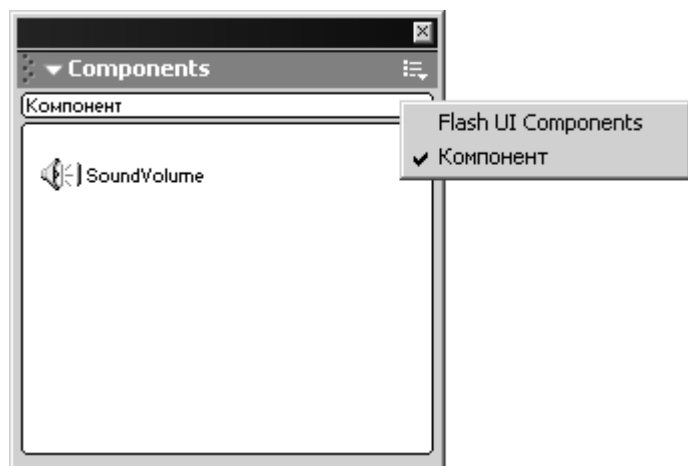 Components
Компонент
Flash UI Components
Компонент
SoundVolume